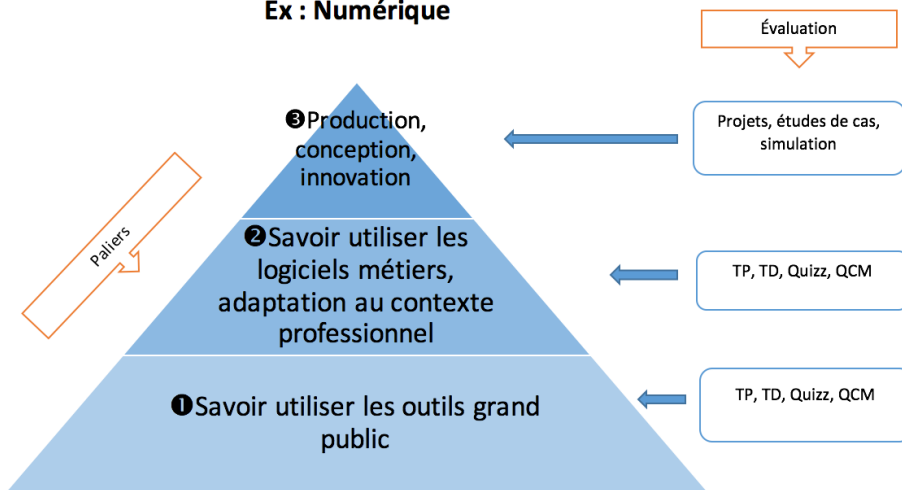 Ex : Numérique
Évaluation
❸Production,
conception,
innovation
Projets, études de cas,
simulation
Paliers
❷Savoir utiliser les
logiciels métiers,
adaptation au contexte
professionnel
TP, TD, Quizz, QCM
❶Savoir utiliser les outils grand
public
TP, TD, Quizz, QCM